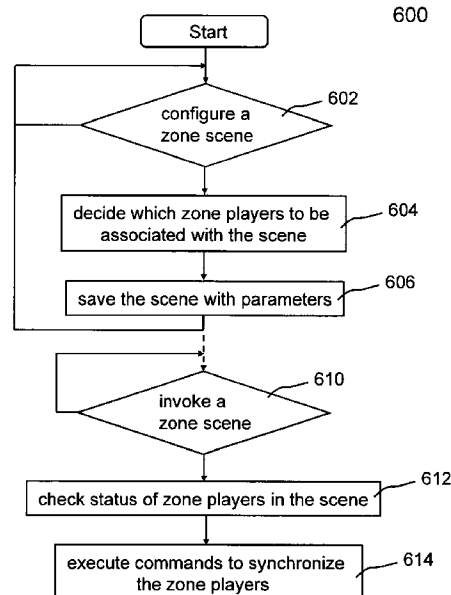 600
Start
602
configure a
zone scene
604
decide which zone players to be
associated with the scene
606
save the scene with parameters
610
invoke a
zone scene
612
check status of zone players in the scene
614
execute commands to synchronize
the zone players